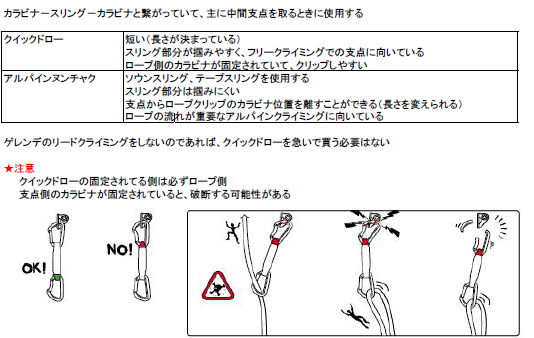 カラビナースリングーカラビナと繋がっていて、主に中間支点を取るときに使用する
クイックドロー
短い（長さが決まっている）
スリング部分が掴みやすく、フリークライミングでの支点に向いている
ロープ側のカラビナが固定されていて、クリップしやすい
アルパインヌンチャク
ソウンスリング、テープスリングを使用する
スリング部分は掴みにくい
支点からロープクリップのカラビナ位置を離すことができる（長さを変えられる）
ロープの流れが重要なアルパインクライミングに向いている
ゲレンデのリードクライミングをしないのであれば、クイックドローを急いで買う必要はない
★注意
クイックドローの固定されてる側は必ずロープ側
支点側のカラビナが固定されていると、破断する可能性がある
OK!
NO!